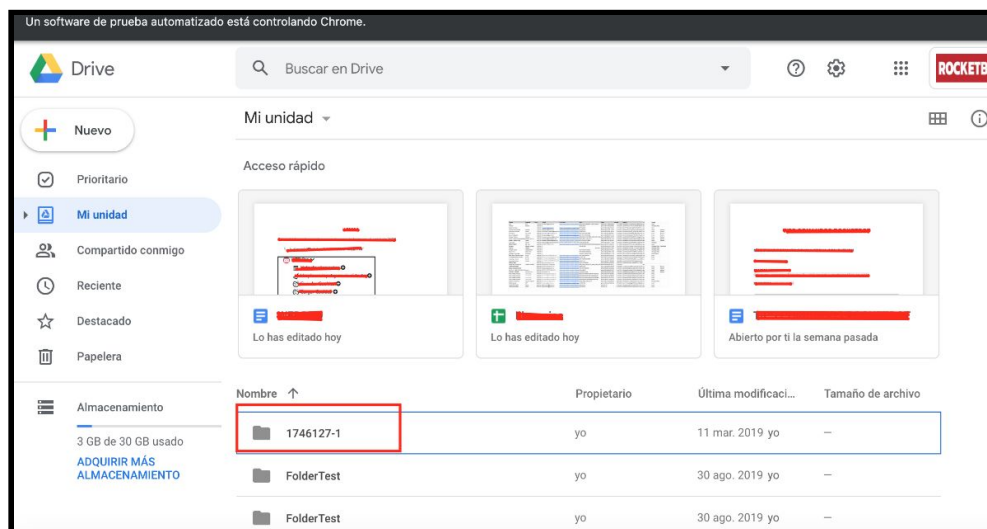 Un software de prueba automatizado está controlando Chrome.
Drive
Buscar en Drive
ROCKETB
Nuevo
Mi unidad
Acceso rápido
Prioritario
Mi unidad
Compartido conmigo
Reciente
Destacado
Papelera
Lo has editado hoy
Lo has editado hoy
Abierto por ti la semana pasada
Almacenamiento
3 GB de 30 GB usado
ADQUIRIR MÁS
ALMACENAMIENTO
Nombre Propietario Última modificaci... Tamaño de archivo
1746127-1 yo 11 mar. 2019 yo —
FolderTest yo 30 ago. 2019 yo —
FolderTest yo 30 ago. 2019 yo —